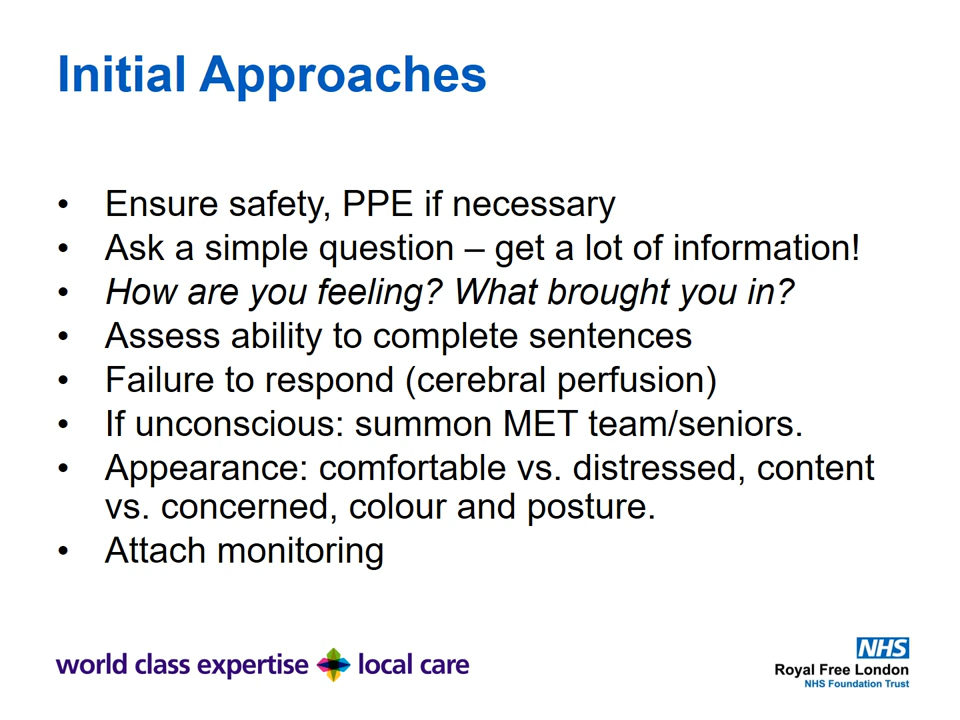 Initial Approaches
• Ensure safety, PPE if necessary
• Ask a simple question – get a lot of information!
• How are you feeling? What brought you in?
• Assess ability to complete sentences
• Failure to respond (cerebral perfusion)
• If unconscious: summon MET team/seniors.
• Appearance: comfortable vs. distressed, content
vs. concerned, colour and posture.
• Attach monitoring
world class expertise local care
NHS
Royal Free London
NHS Foundation Trust